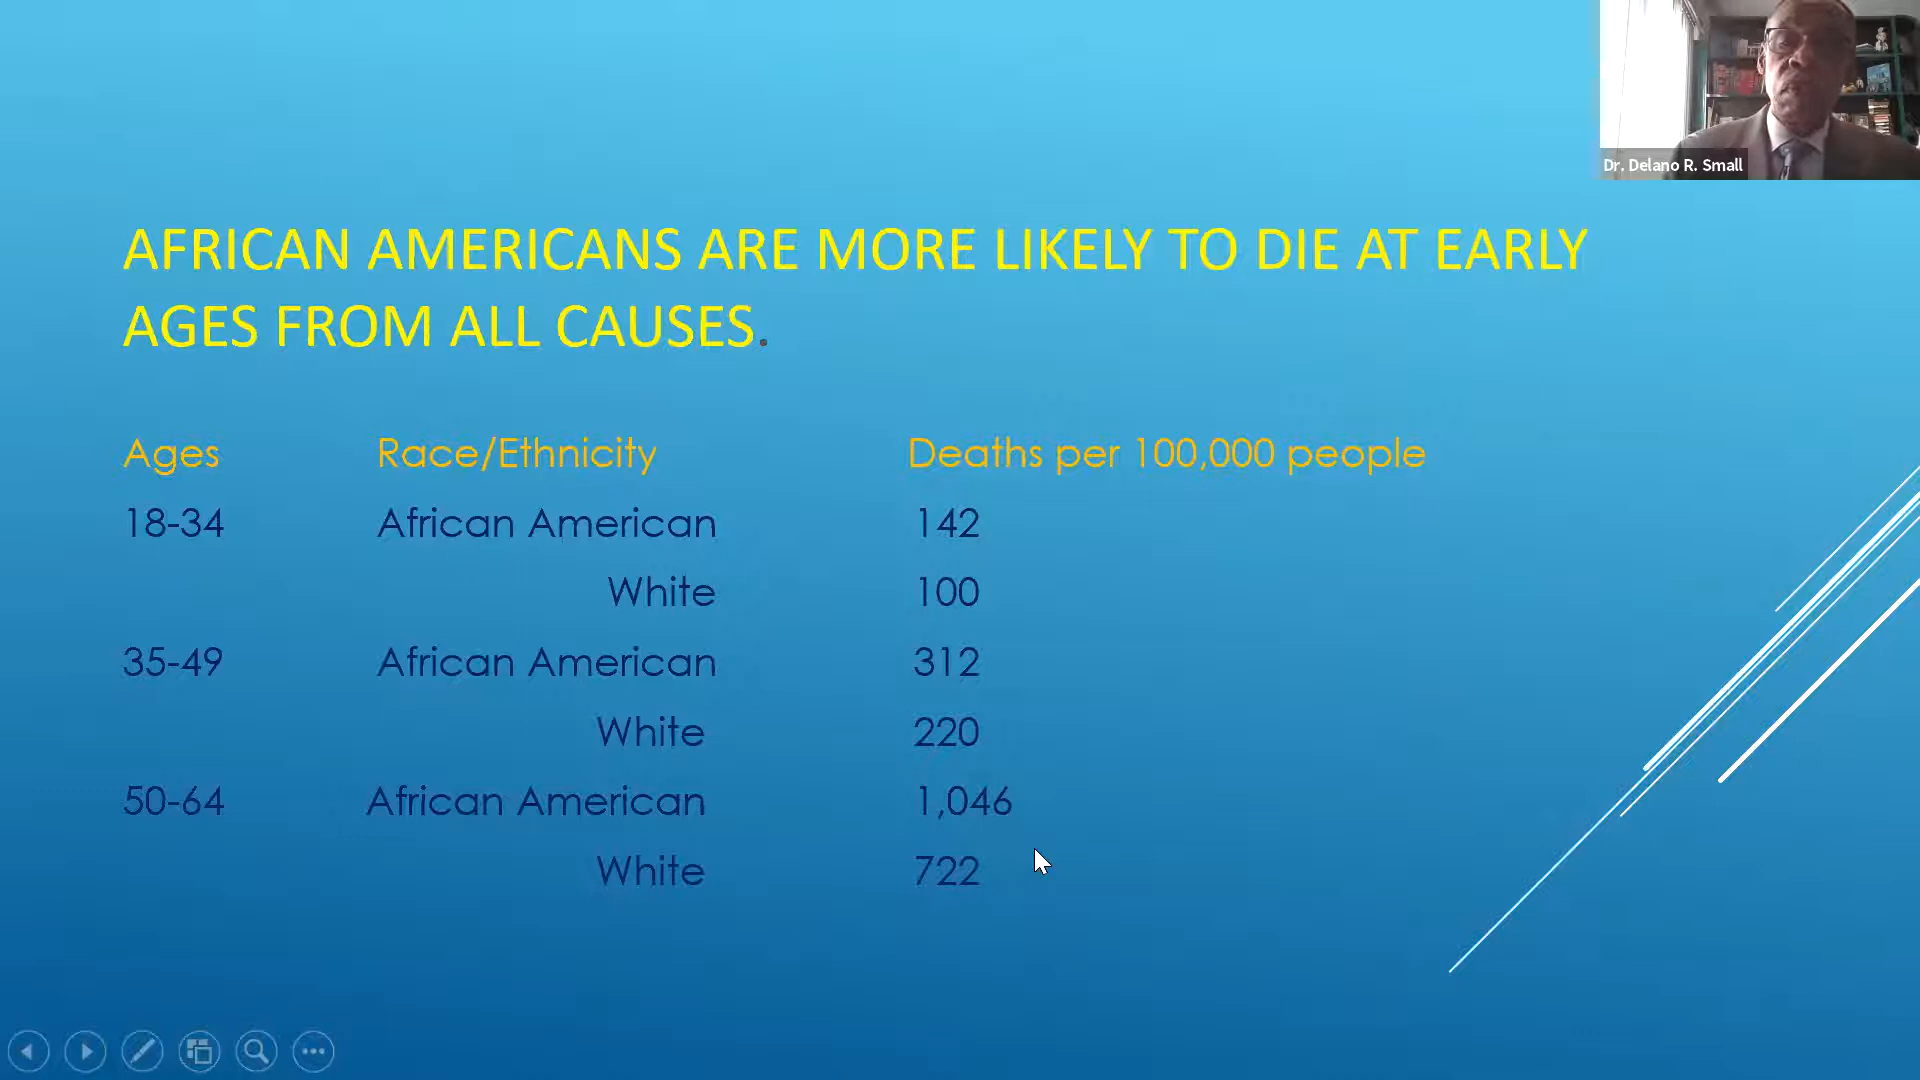 Dr. Delano R. Small
AFRICAN AMERICANS ARE MORE LIKELY TO DIE AT EARLY
AGES FROM ALL CAUSES.
Ages Race/Ethnicity Deaths per 100,000 people
18-34 African American 142
White 100
35-49 African American 312
White 220
50-64 African American 1,046
White 722